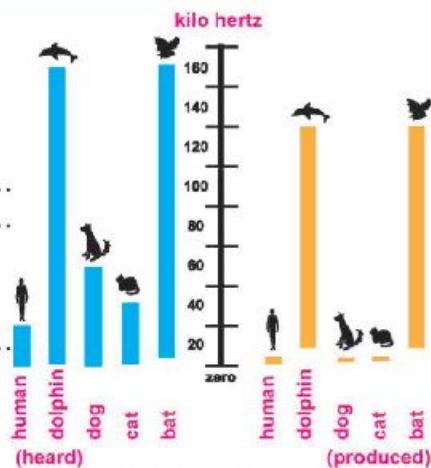 kilo hertz
160
140
120
100
80
60
40
20
zero
human
dolphin
dog
cat
bat
(heard)
human
dolphin
dog
cat
bat
(produced)